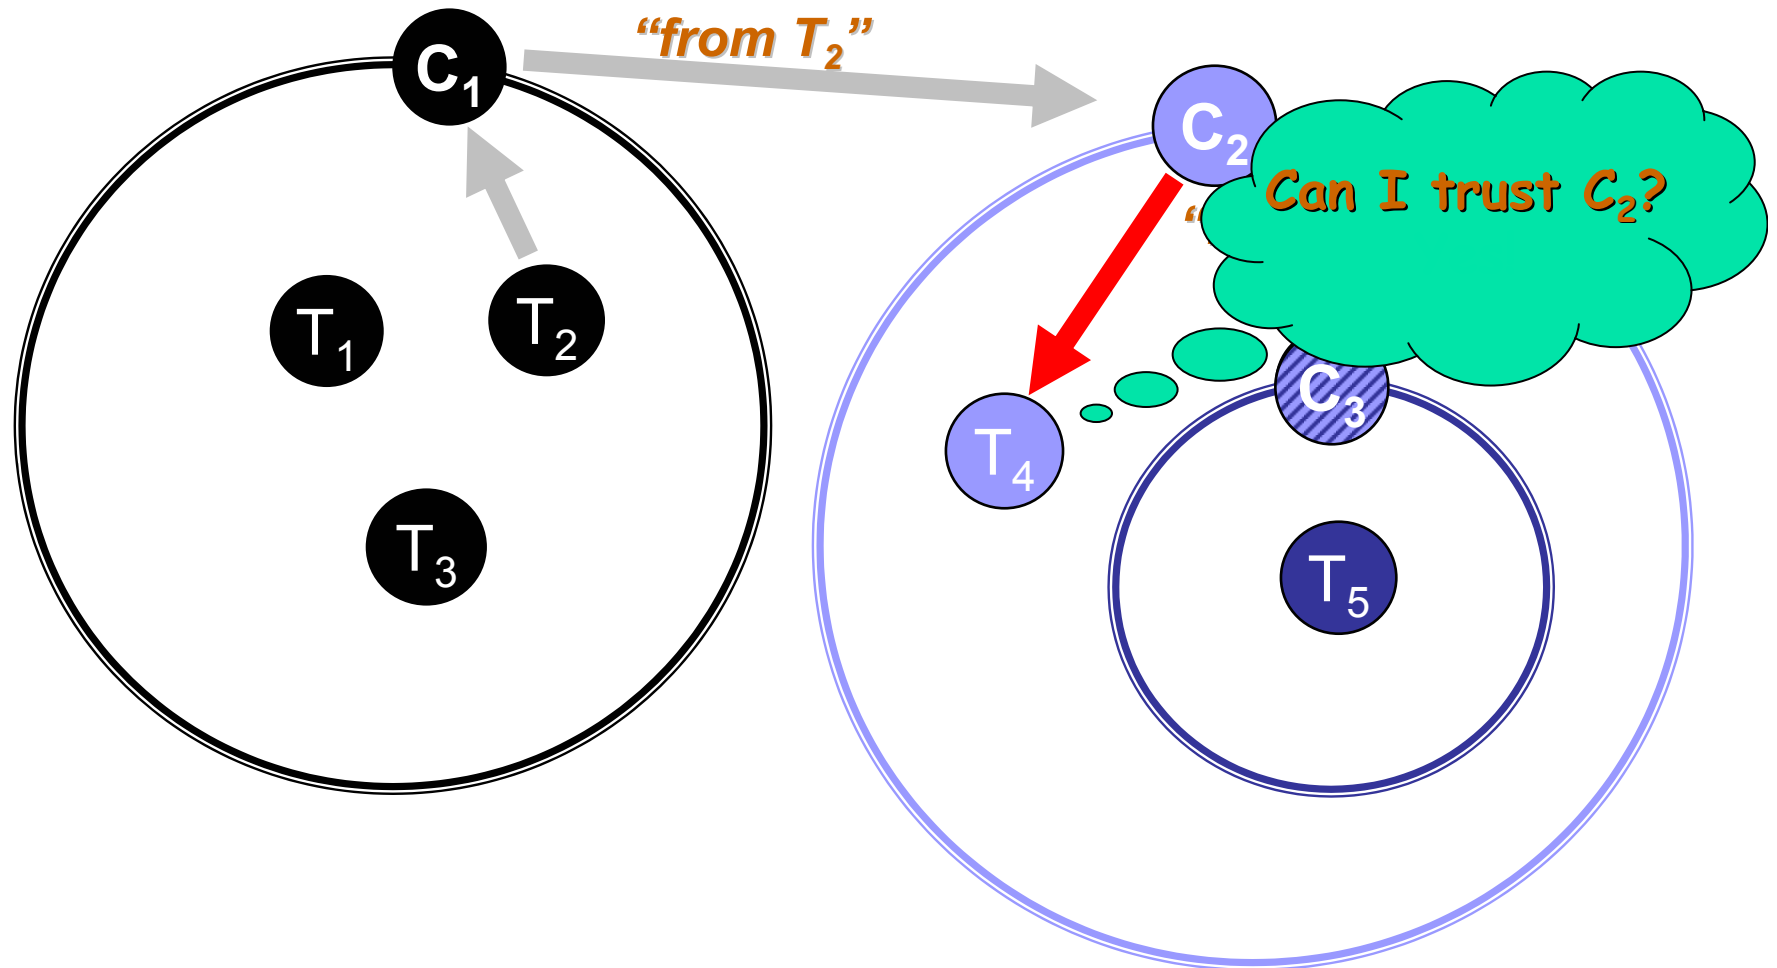 “from T₂”
C₁
C₂
Can I trust C₂?
“
T₁
T₂
C₃
T₄
T₃
T₅